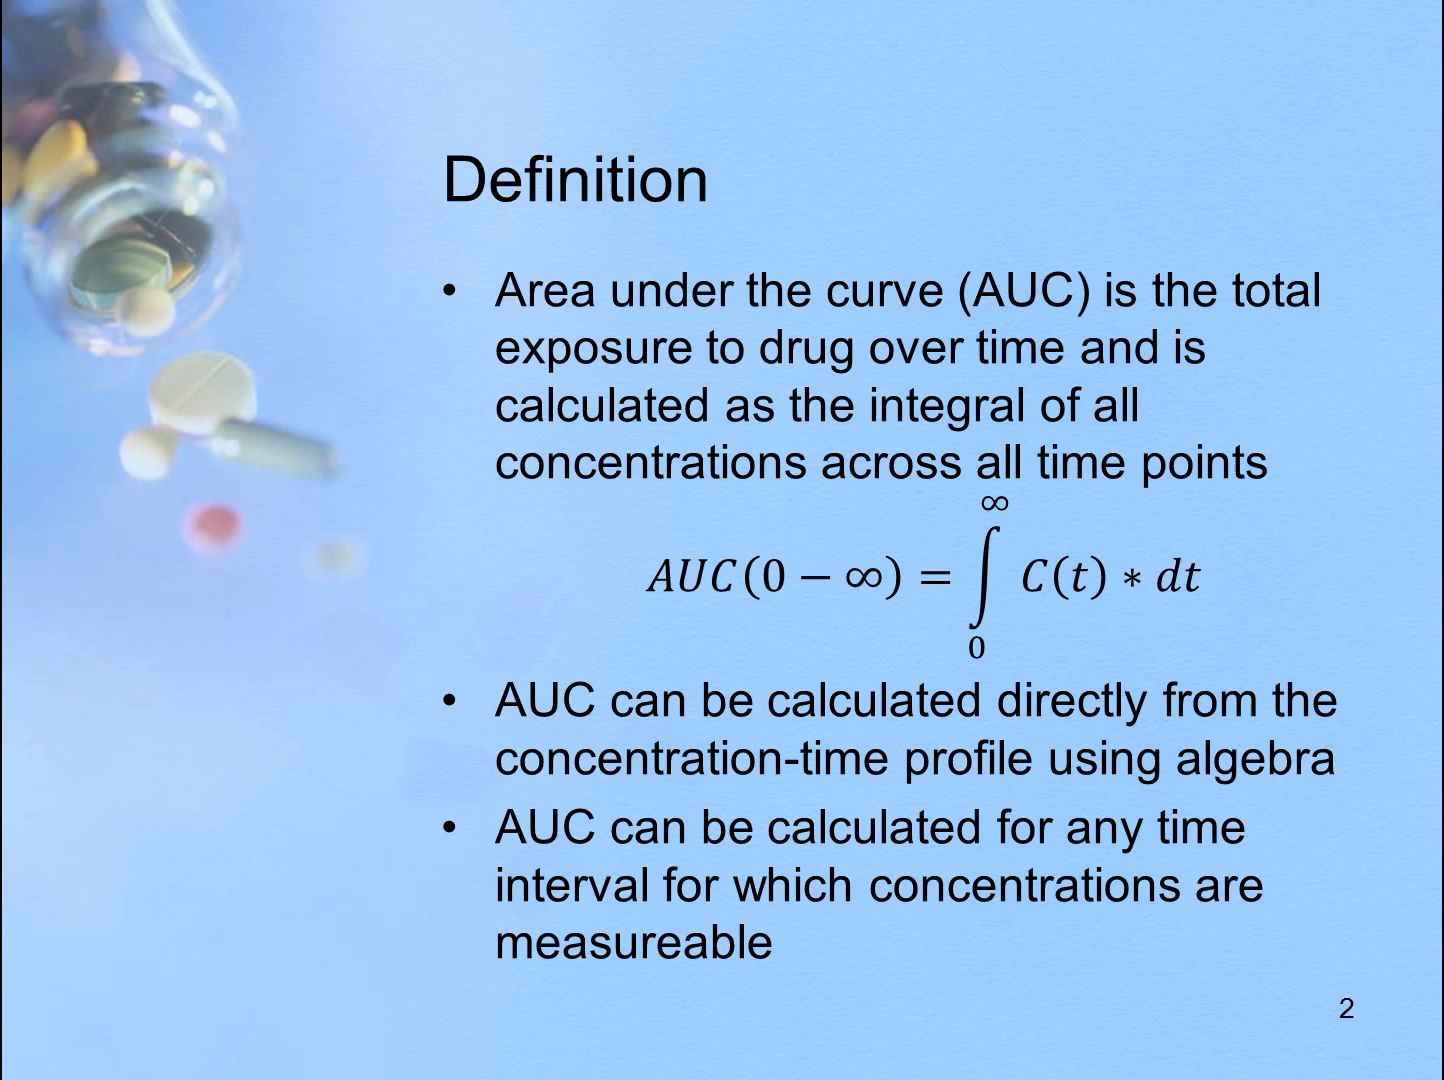 Definition
• Area under the curve (AUC) is the total
exposure to drug over time and is
calculated as the integral of all
concentrations across all time points
∞
𝐴𝑈𝐶(0 − ∞) = ∫ 𝐶(𝑡) ∗ 𝑑𝑡
0
• AUC can be calculated directly from the
concentration-time profile using algebra
• AUC can be calculated for any time
interval for which concentrations are
measureable
2